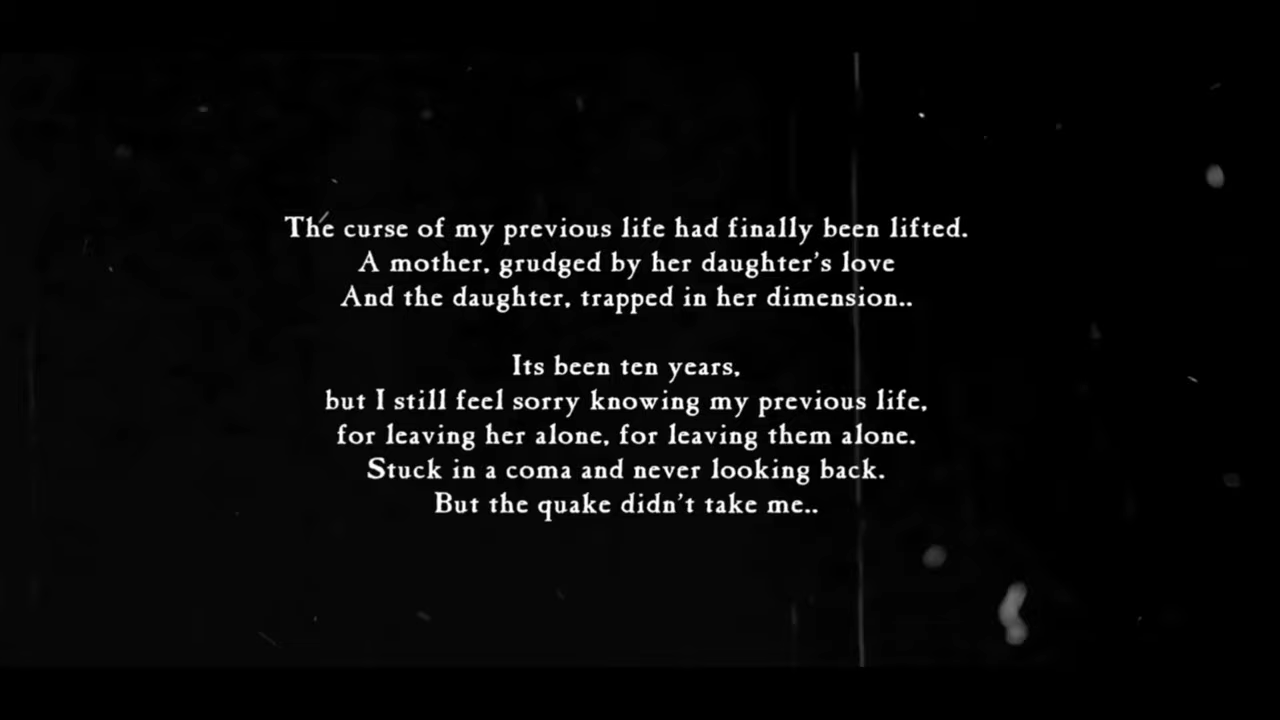 The curse of my previous life had finally been lifted.
A mother, grudged by her daughter's love
And the daughter, trapped in her dimension..
Its been ten years,
but I still feel sorry knowing my previous life,
for leaving her alone, for leaving them alone.
Stuck in a coma and never looking back.
But the quake didn't take me..